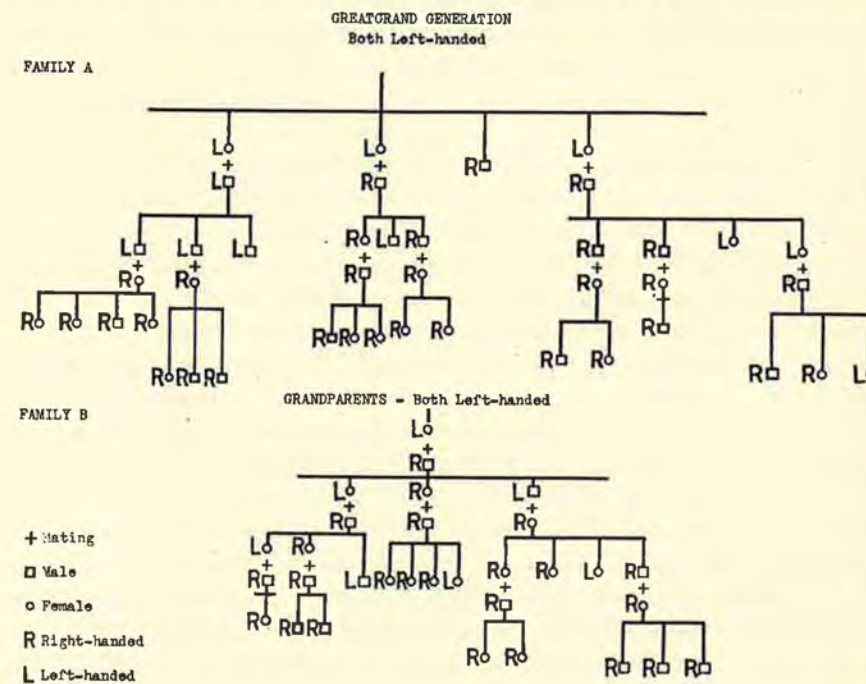 GREATGRAND GENERATION
Both Left-handed
FAMILY A
L L L
R
L R R
L L L R L R R R L L
R R R R R R R
R R R R R R R R R R
R R
R R R R R L
GRANDPARENTS - Both Left-handed
FAMILY B
L
R
L R L
R R R
L R R R L R
R R L R R R L
R R
R R R
R R
R R R
+ Mating
Male
Female
R Right-handed
L Left-handed